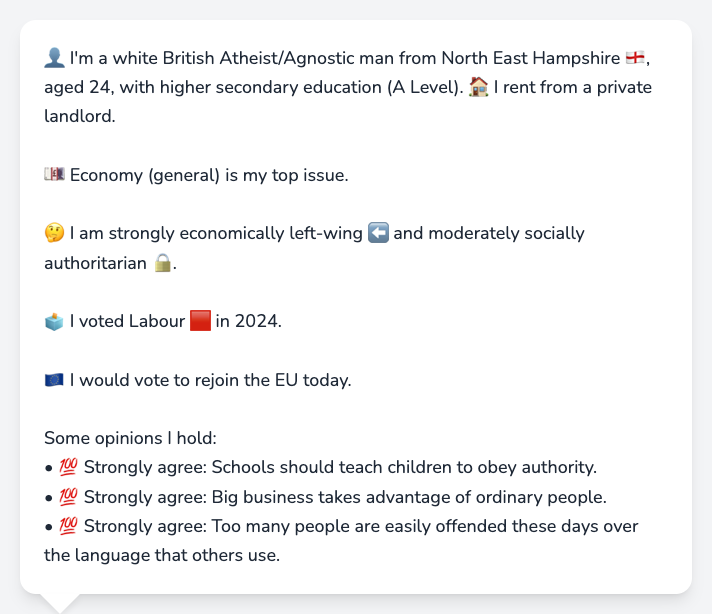 👤 I'm a white British Atheist/Agnostic man from North East Hampshire 🏴󠁧󠁢󠁥󠁮󠁧󠁿,
aged 24, with higher secondary education (A Level). 🏠 I rent from a private
landlord.
💷 Economy (general) is my top issue.
🤔 I am strongly economically left-wing ⬅️ and moderately socially
authoritarian 🔒.
🗳️ I voted Labour 🟥 in 2024.
🇪🇺 I would vote to rejoin the EU today.
Some opinions I hold:
• 💯 Strongly agree: Schools should teach children to obey authority.
• 💯 Strongly agree: Big business takes advantage of ordinary people.
• 💯 Strongly agree: Too many people are easily offended these days over
the language that others use.